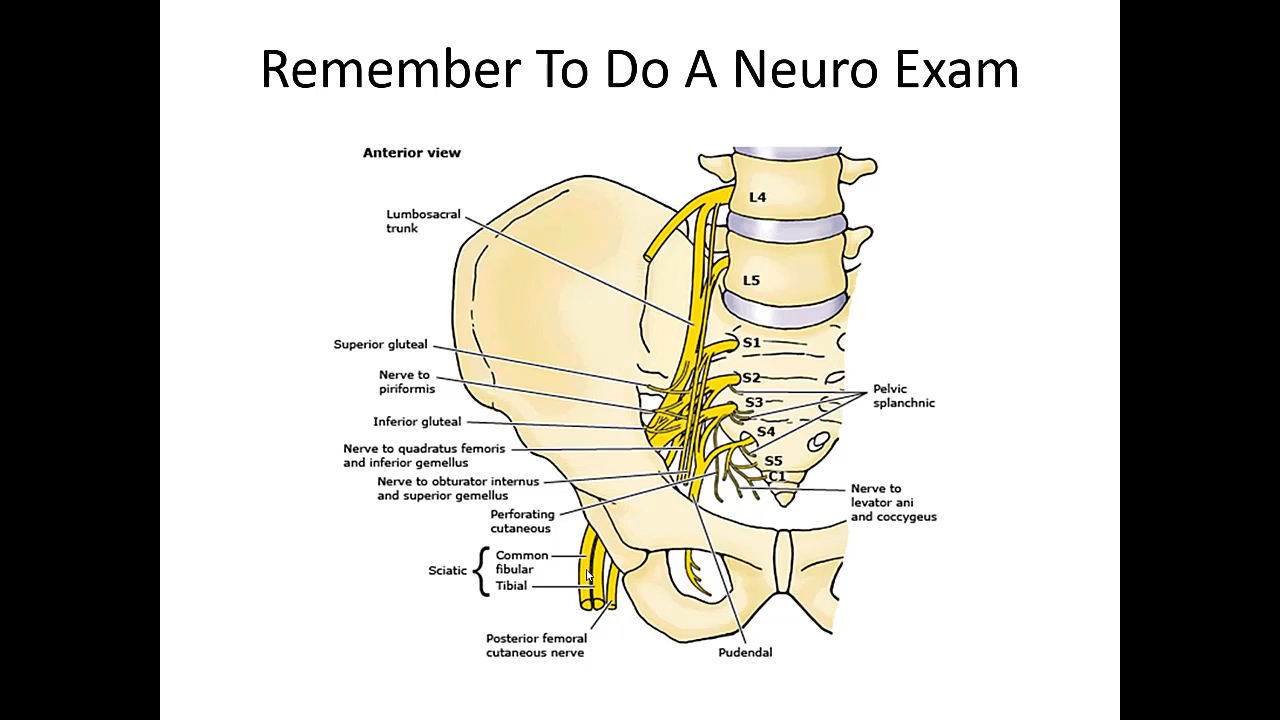 Remember To Do A Neuro Exam
Anterior view
L4
Lumbosacral
trunk
L5
S1
Superior gluteal
Nerve to
piriformis
S2
Pelvic
splanchnic
S3
Inferior gluteal
S4
Nerve to quadratus femoris
and inferior gemellus
S5
C1
Nerve to obturator internus
and superior gemellus
Nerve to
levator ani
and coccygeus
Perforating
cutaneous
Sciatic
Common
fibular
Tibial
Posterior femoral
cutaneous nerve
Pudendal